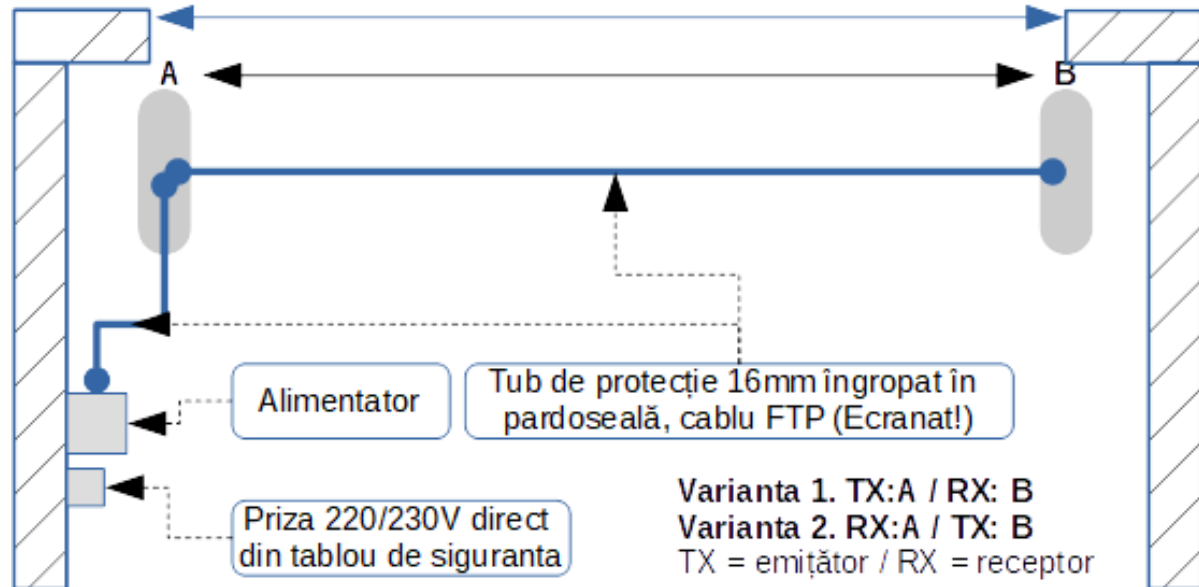 A
B
Alimentator
Tub de protecție 16mm îngropat în
pardoseală, cablu FTP (Ecranat!)
Priza 220/230V direct
din tablou de siguranta
Varianta 1. TX:A / RX: B
Varianta 2. RX:A / TX: B
TX = emițător / RX = receptor